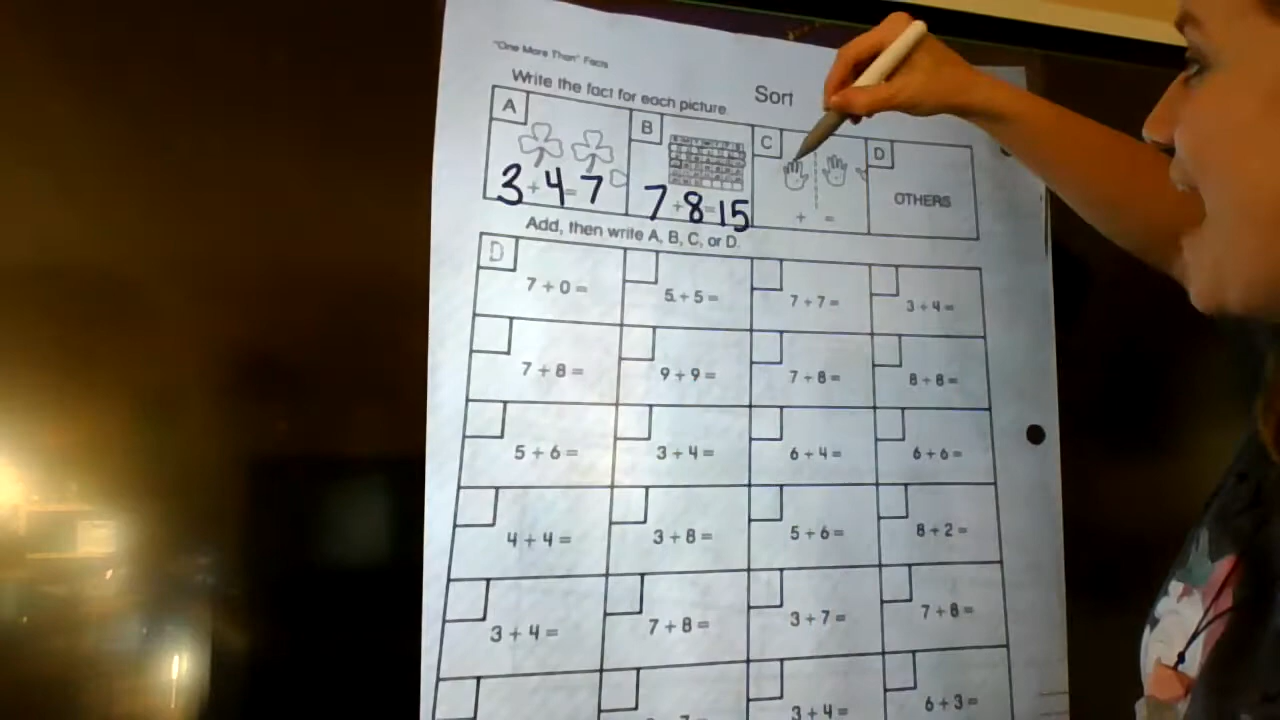 "One More Than" Facts
Write the fact for each picture. Sort
A B C D
3 + 4 = 7 7 + 8 = 15 + = OTHERS
Add, then write A, B, C, or D.
D
7 + 0 = 5 + 5 = 7 + 7 = 3 + 4 =
7 + 8 = 9 + 9 = 7 + 8 = 8 + 8 =
5 + 6 = 3 + 4 = 6 + 4 = 6 + 6 =
4 + 4 = 3 + 8 = 5 + 6 = 8 + 2 =
3 + 4 = 7 + 8 = 3 + 7 = 7 + 8 =
3 + 4 = 6 + 3 =